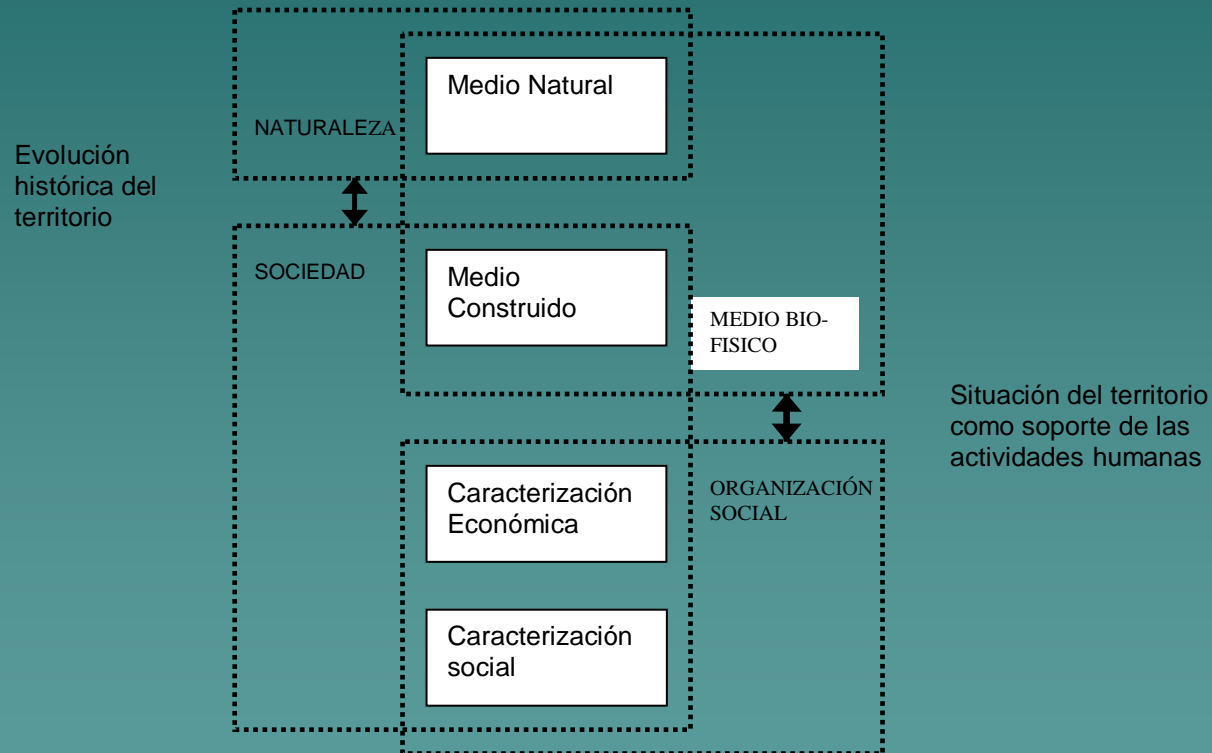 Medio Natural
NATURALEZA
Evolución
histórica del
territorio
SOCIEDAD
Medio
Construido
MEDIO BIO-
FISICO
Situación del territorio
como soporte de las
actividades humanas
Caracterización
Económica
ORGANIZACIÓN
SOCIAL
Caracterización
social